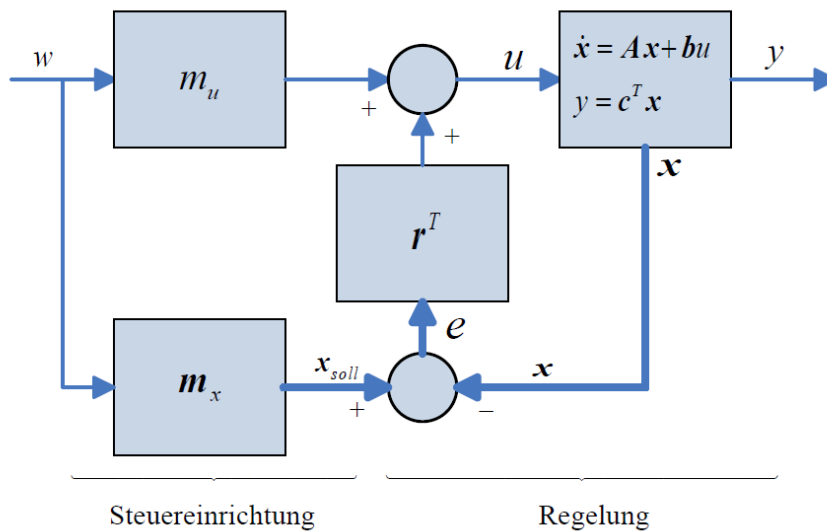 w
m_u
+
+
u
ẋ = Ax + bu
y = c^T x
y
x
r^T
e
m_x
x_soll
+
x
−
Steuereinrichtung
Regelung